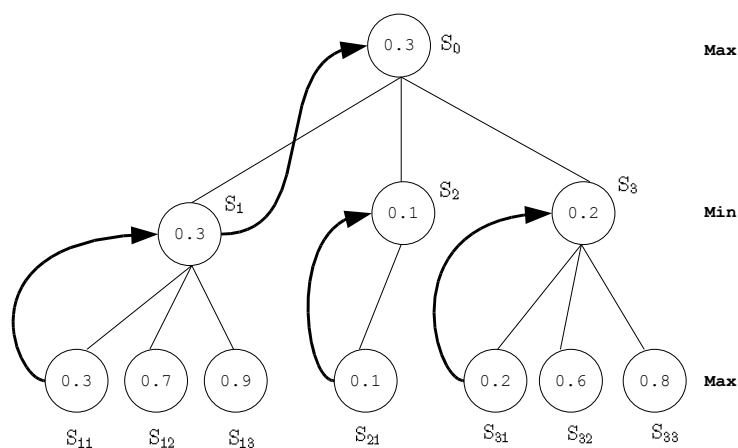 0.3 S₀ Max
S₁ S₂ S₃
0.3 0.1 0.2 Min
0.3 0.7 0.9 0.1 0.2 0.6 0.8 Max
S₁₁ S₁₂ S₁₃ S₂₁ S₃₁ S₃₂ S₃₃